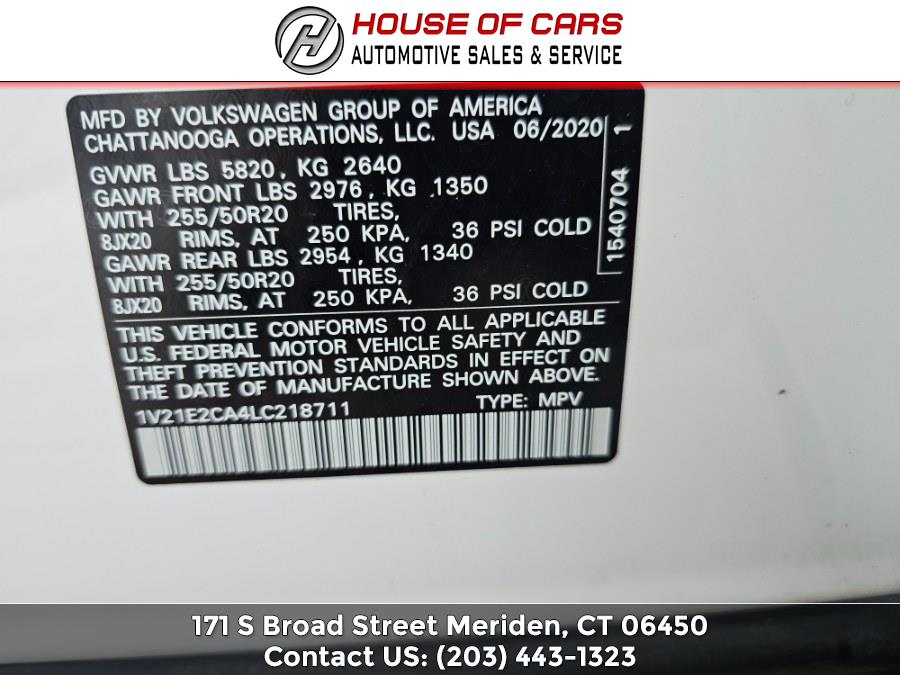 HOUSE OF CARS
AUTOMOTIVE SALES & SERVICE
MFD BY VOLKSWAGEN GROUP OF AMERICA
CHATTANOOGA OPERATIONS, LLC. USA 06/2020 1
GVWR LBS 5820, KG 2640
GAWR FRONT LBS 2976, KG 1350
WITH 255/50R20 TIRES,
8JX20 RIMS, AT 250 KPA, 36 PSI COLD
GAWR REAR LBS 2954, KG 1340
WITH 255/50R20 TIRES,
8JX20 RIMS, AT 250 KPA, 36 PSI COLD
1540704
THIS VEHICLE CONFORMS TO ALL APPLICABLE
U.S. FEDERAL MOTOR VEHICLE SAFETY AND
THEFT PREVENTION STANDARDS IN EFFECT ON
THE DATE OF MANUFACTURE SHOWN ABOVE.
1V21E2CA4LC218711 TYPE: MPV
171 S Broad Street Meriden, CT 06450
Contact US: (203) 443-1323